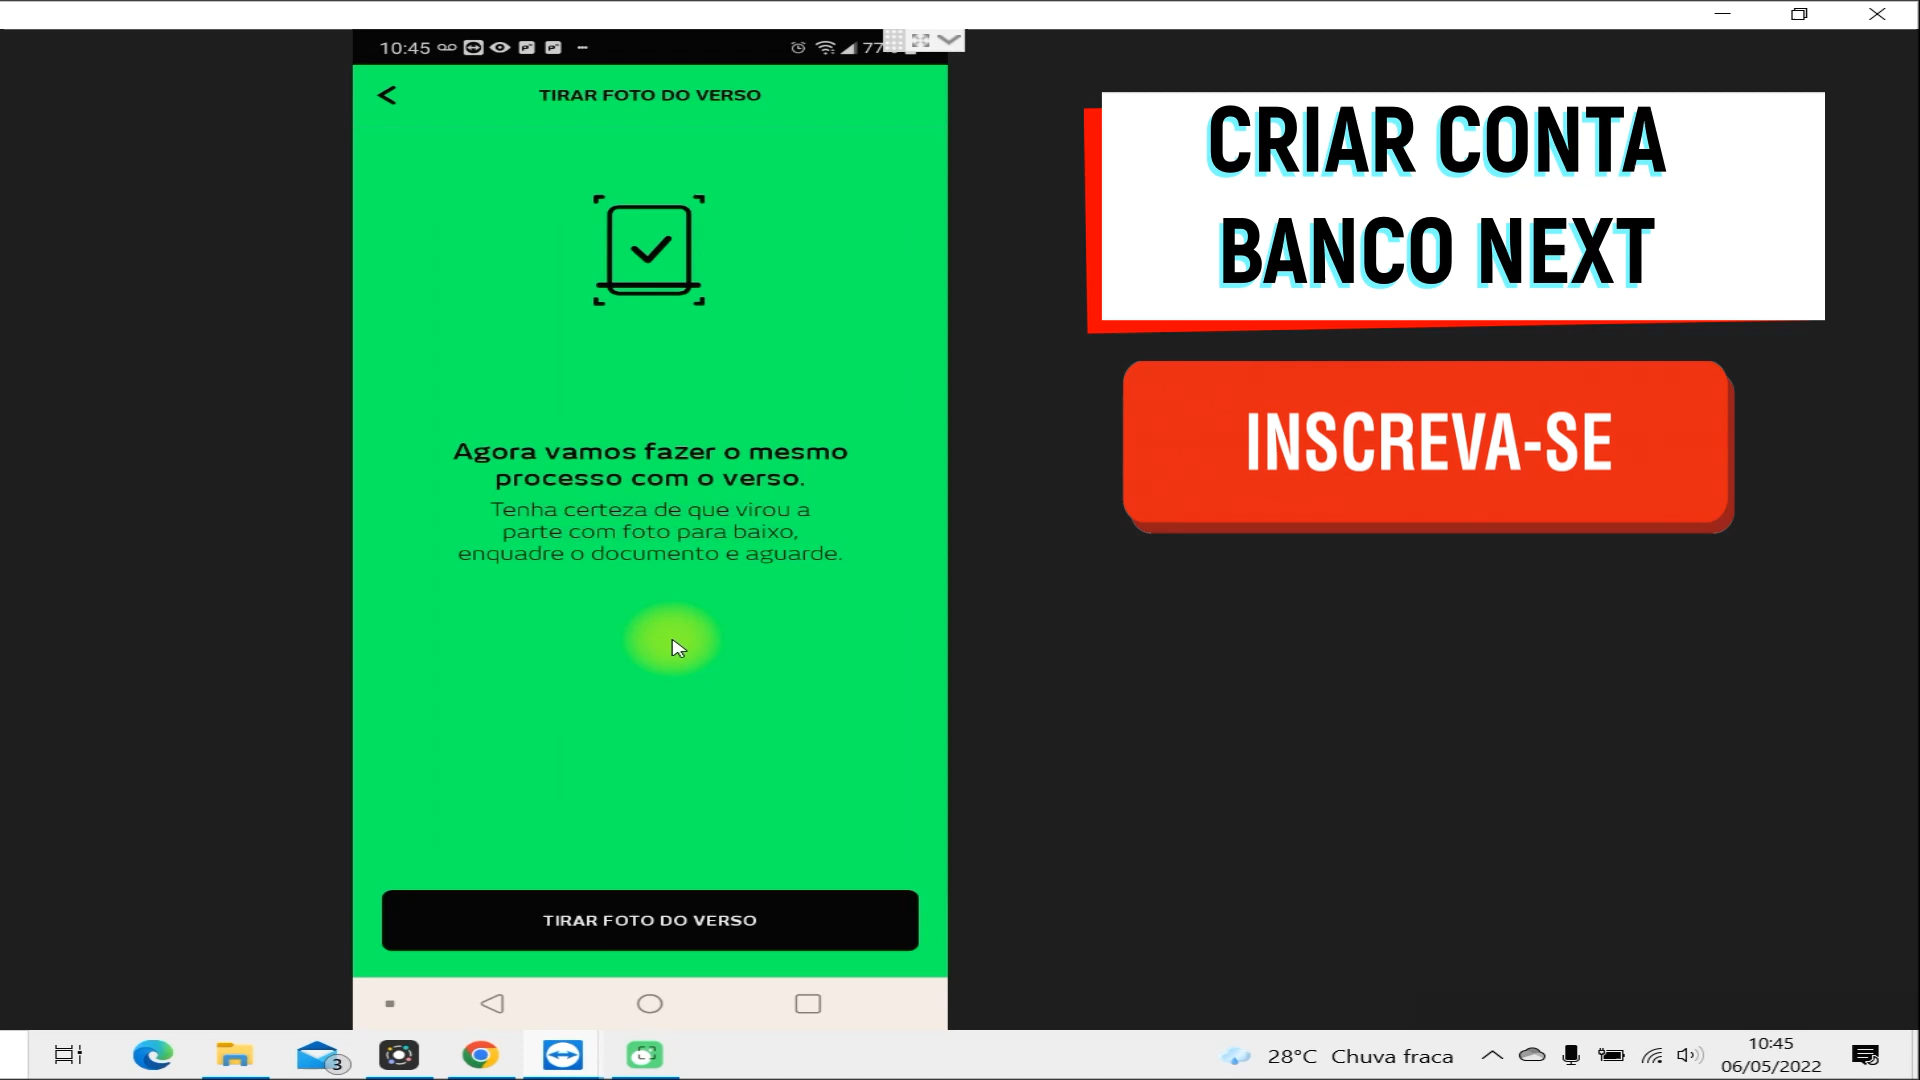 10:45
77
TIRAR FOTO DO VERSO
Agora vamos fazer o mesmo
processo com o verso.
Tenha certeza de que virou a
parte com foto para baixo,
enquadre o documento e aguarde.
TIRAR FOTO DO VERSO
CRIAR CONTA
BANCO NEXT
INSCREVA-SE
3
28°C Chuva fraca
10:45
06/05/2022